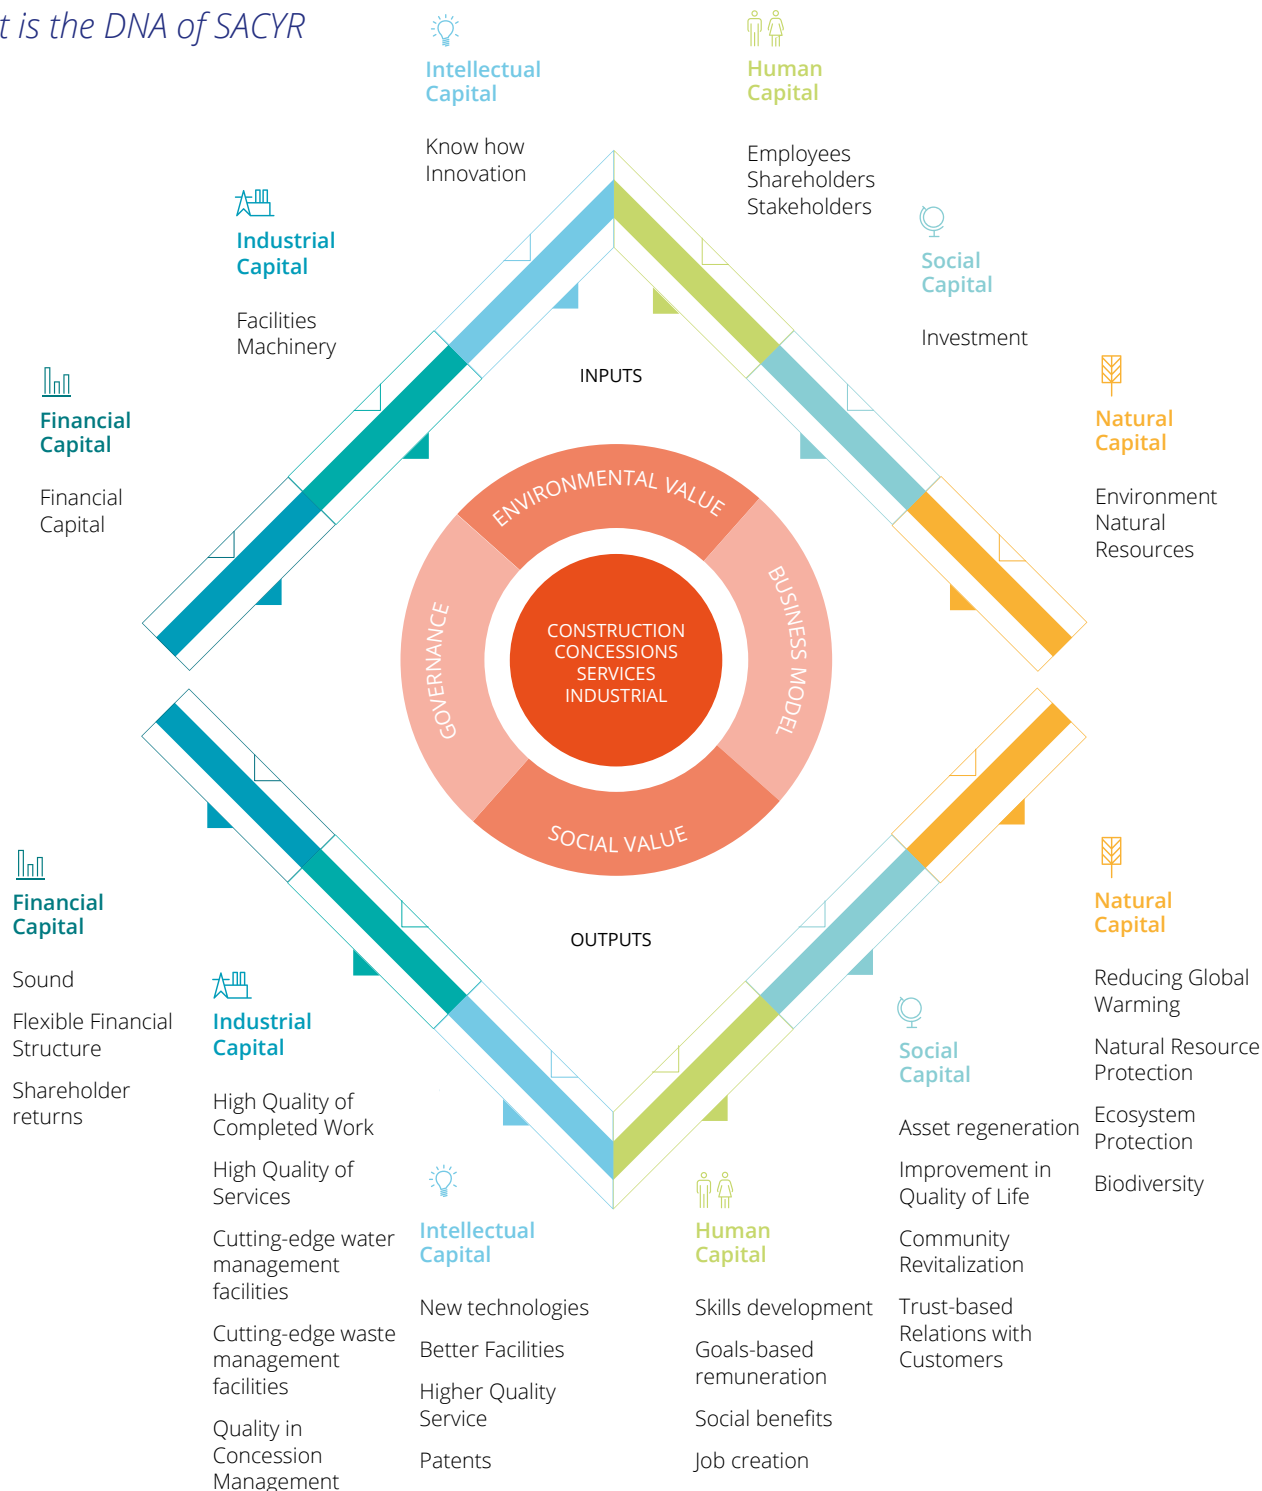 t is the DNA of SACYR
Intellectual
Capital
Know how
Innovation
Human
Capital
Employees
Shareholders
Stakeholders
Industrial
Capital
Facilities
Machinery
Social
Capital
Investment
Financial
Capital
Financial
Capital
Natural
Capital
Environment
Natural
Resources
INPUTS
ENVIRONMENTAL VALUE
BUSINESS MODEL
GOVERNANCE
SOCIAL VALUE
CONSTRUCTION
CONCESSIONS
SERVICES
INDUSTRIAL
OUTPUTS
Financial
Capital
Sound
Flexible Financial
Structure
Shareholder
returns
Industrial
Capital
High Quality of
Completed Work
High Quality of
Services
Cutting-edge water
management
facilities
Cutting-edge waste
management
facilities
Quality in
Concession
Management
Intellectual
Capital
New technologies
Better Facilities
Higher Quality
Service
Patents
Human
Capital
Skills development
Goals-based
remuneration
Social benefits
Job creation
Social
Capital
Asset regeneration
Improvement in
Quality of Life
Community
Revitalization
Trust-based
Relations with
Customers
Natural
Capital
Reducing Global
Warming
Natural Resource
Protection
Ecosystem
Protection
Biodiversity